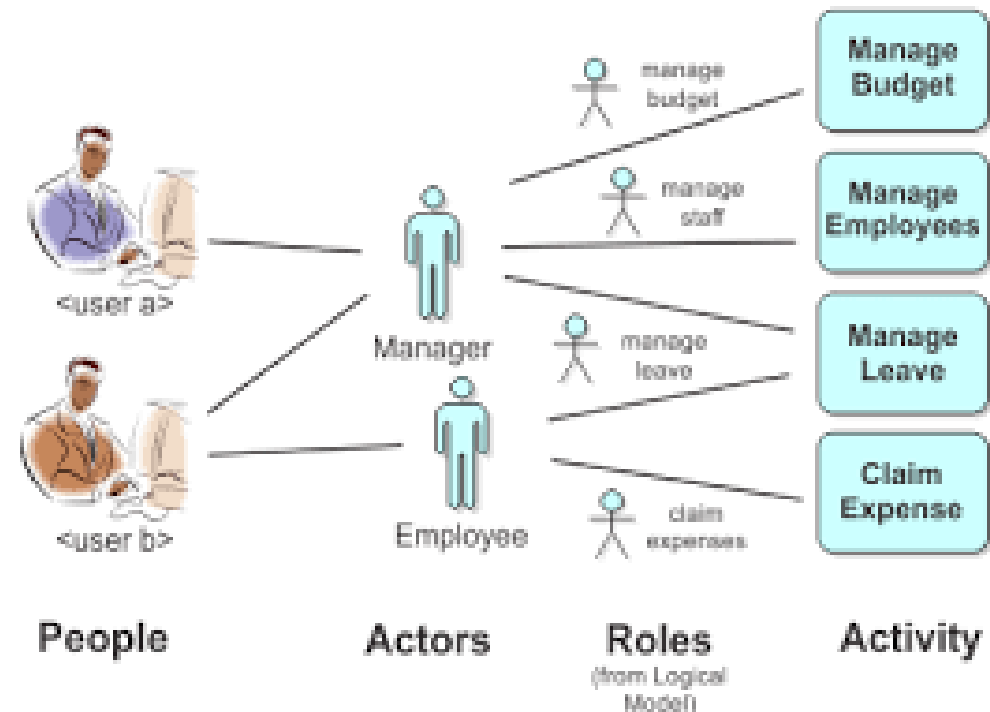 manage
budget
Manage
Budget
manage
staff
Manage
Employees
<user a>
Manager
manage
leave
Manage
Leave
<user b>
Employee
claim
expenses
Claim
Expense
People
Actors
Roles
(from Logical
Model)
Activity